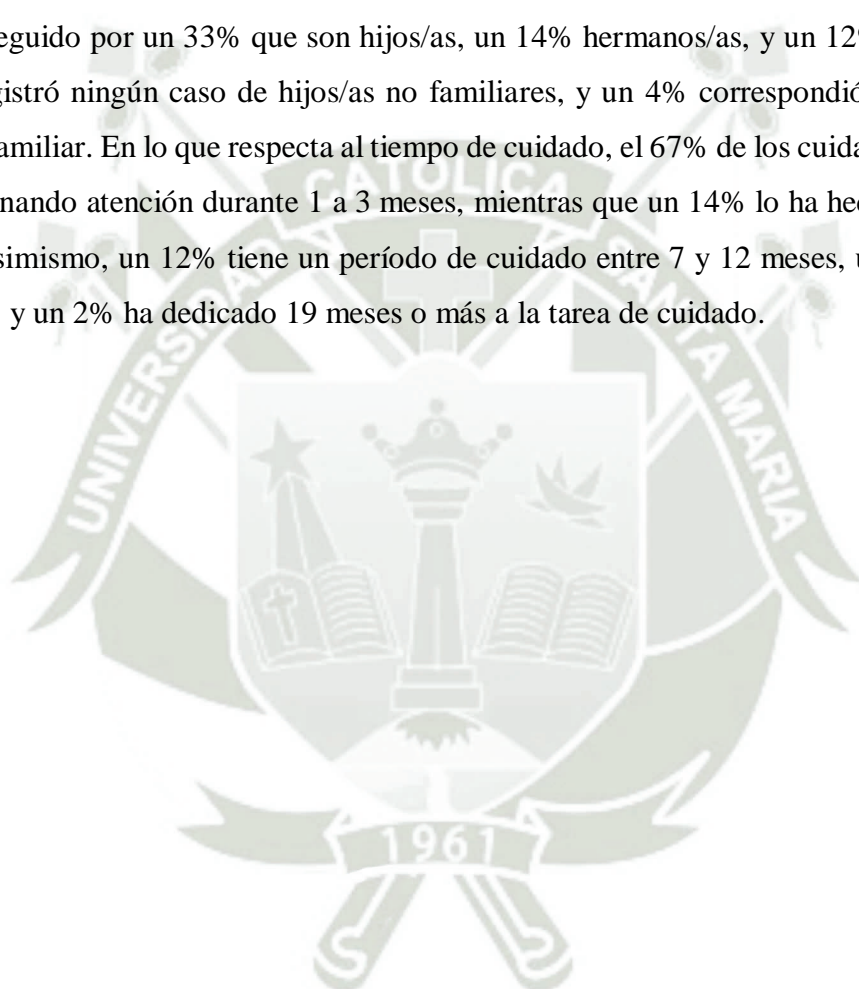 eguido por un 33% que son hijos/as, un 14% hermanos/as, y un 12%
gistró ningún caso de hijos/as no familiares, y un 4% correspondió
amiliar. En lo que respecta al tiempo de cuidado, el 67% de los cuida
nando atención durante 1 a 3 meses, mientras que un 14% lo ha hec
simismo, un 12% tiene un período de cuidado entre 7 y 12 meses, u
y un 2% ha dedicado 19 meses o más a la tarea de cuidado.
UNIVERSIDAD CATOLICA SANTA MARIA
1961